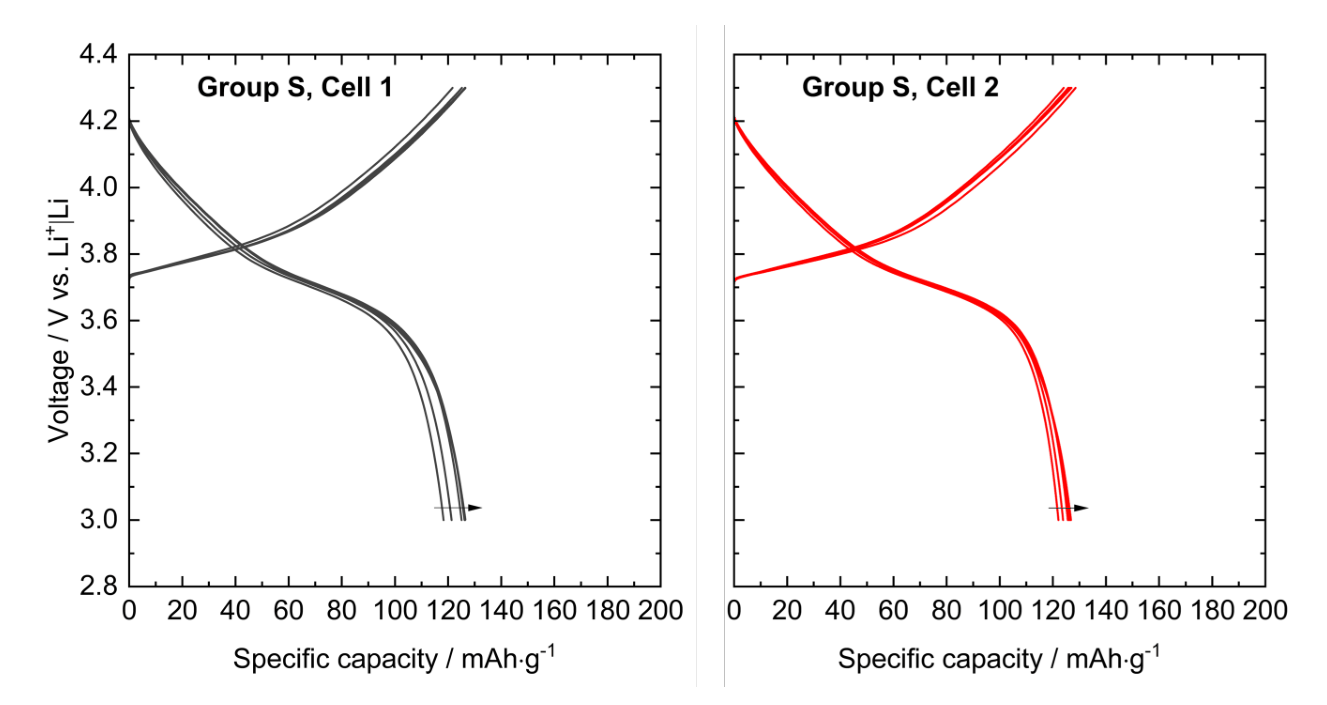 Group S, Cell 1
Group S, Cell 2
Voltage / V vs. Li⁺|Li
4.4
4.2
4.0
3.8
3.6
3.4
3.2
3.0
2.8
0 20 40 60 80 100 120 140 160 180 200
0 20 40 60 80 100 120 140 160 180 200
Specific capacity / mAh·g⁻¹
Specific capacity / mAh·g⁻¹